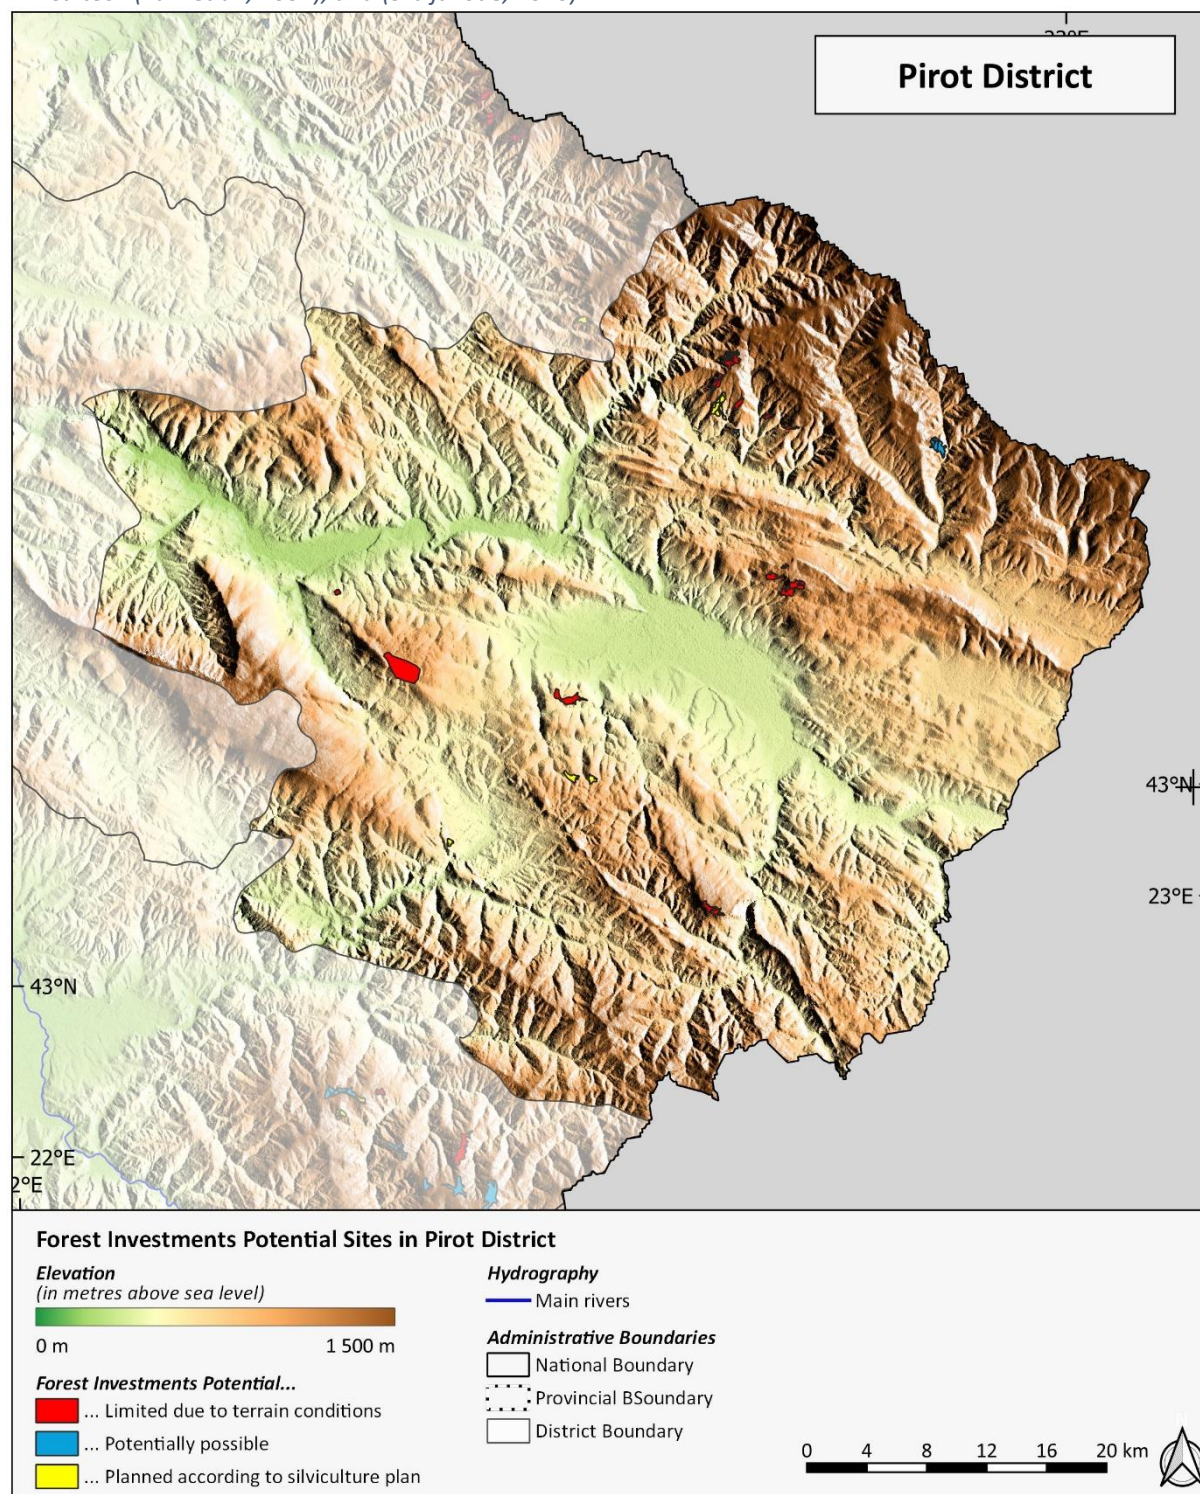 Pirot District
43°N
23°E
43°N
22°E
2°E
Forest Investments Potential Sites in Pirot District
Elevation
(in metres above sea level)
0 m 1 500 m
Forest Investments Potential...
... Limited due to terrain conditions
... Potentially possible
... Planned according to silviculture plan
Hydrography
Main rivers
Administrative Boundaries
National Boundary
Provincial BSoundary
District Boundary
0 4 8 12 16 20 km